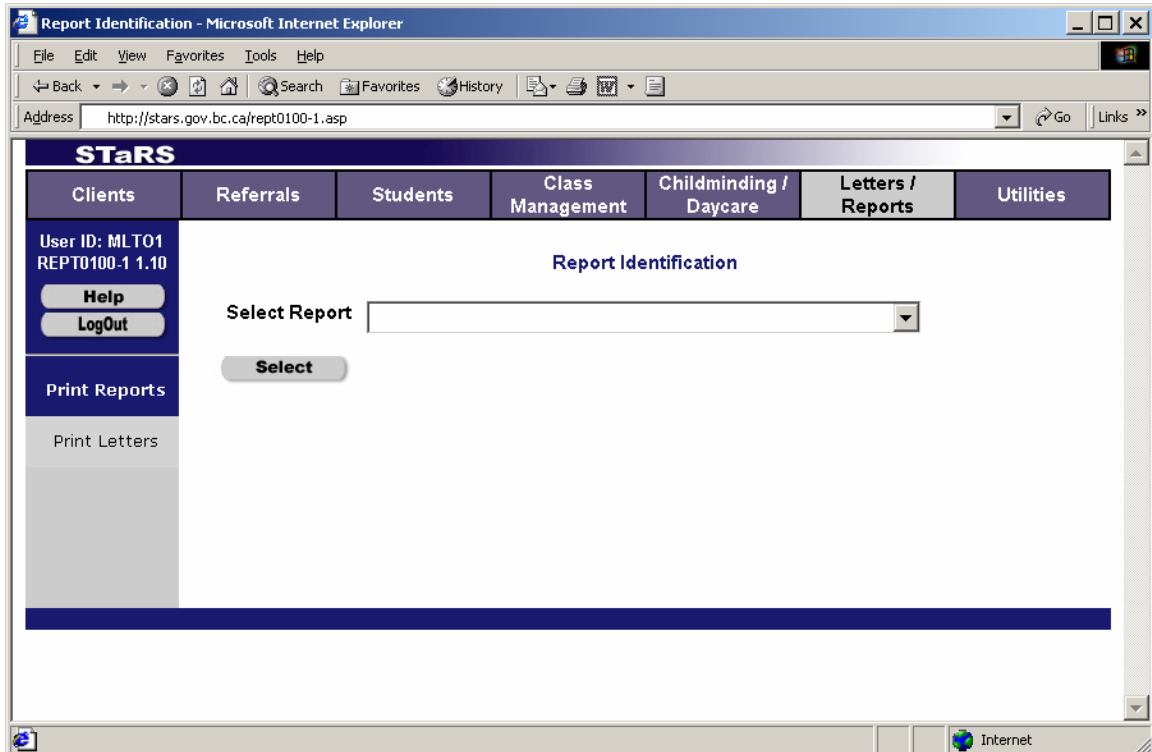 Report Identification - Microsoft Internet Explorer
File Edit View Favorites Tools Help
Back Search Favorites History
Address http://stars.gov.bc.ca/rept0100-1.asp Go Links »
STaRS
Clients Referrals Students Class Management Childminding / Daycare Letters / Reports Utilities
User ID: MLTO1
REPT0100-1 1.10
Help
LogOut
Report Identification
Select Report
Select
Print Reports
Print Letters
Internet